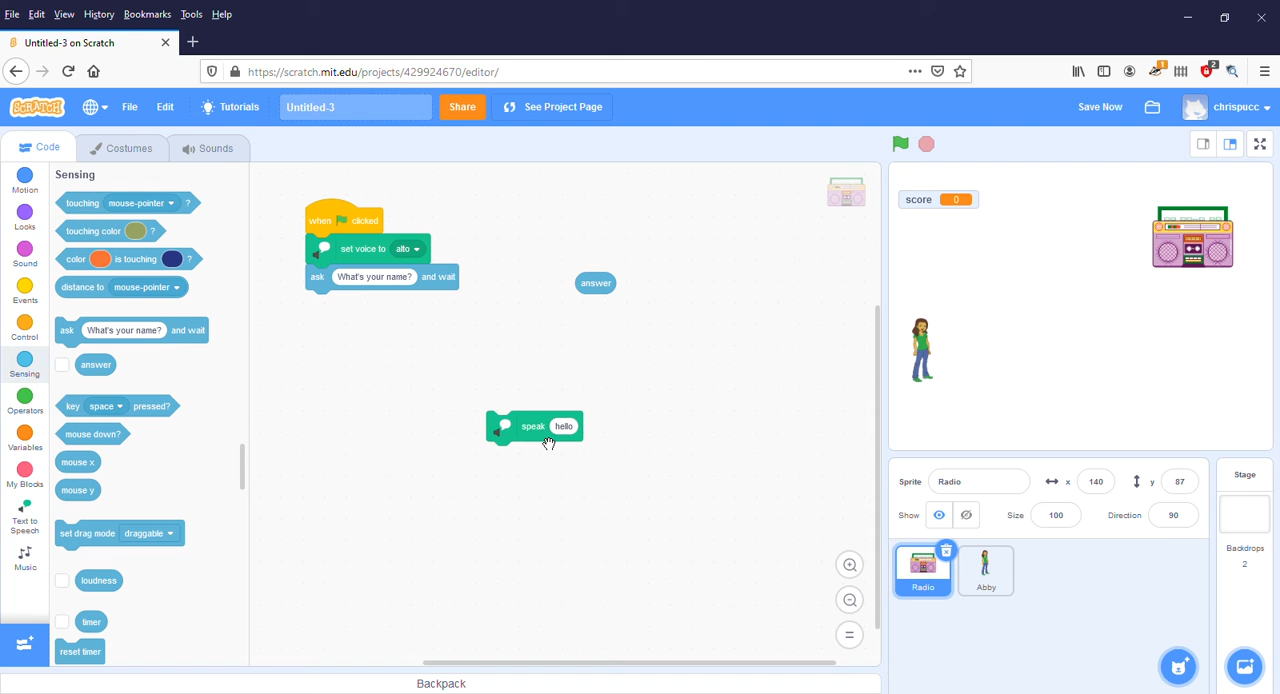 File Edit View History Bookmarks Tools Help
Untitled-3 on Scratch
https://scratch.mit.edu/projects/429924670/editor/
1
2
SCRATCH File Edit Tutorials Untitled-3 Share See Project Page Save Now chrispucc
Code Costumes Sounds
Motion
Looks
Sound
Events
Control
Sensing
Operators
Variables
My Blocks
Text to
Speech
Music
Sensing
touching mouse-pointer ?
touching color ?
color is touching ?
distance to mouse-pointer
ask What's your name? and wait
answer
key space pressed?
mouse down?
mouse x
mouse y
set drag mode draggable
loudness
timer
reset timer
when clicked
set voice to alto
ask What's your name? and wait
answer
speak hello
Backpack
score 0
Sprite Radio x 140 y 87
Show Size 100 Direction 90
Radio
Abby
Stage
Backdrops
2